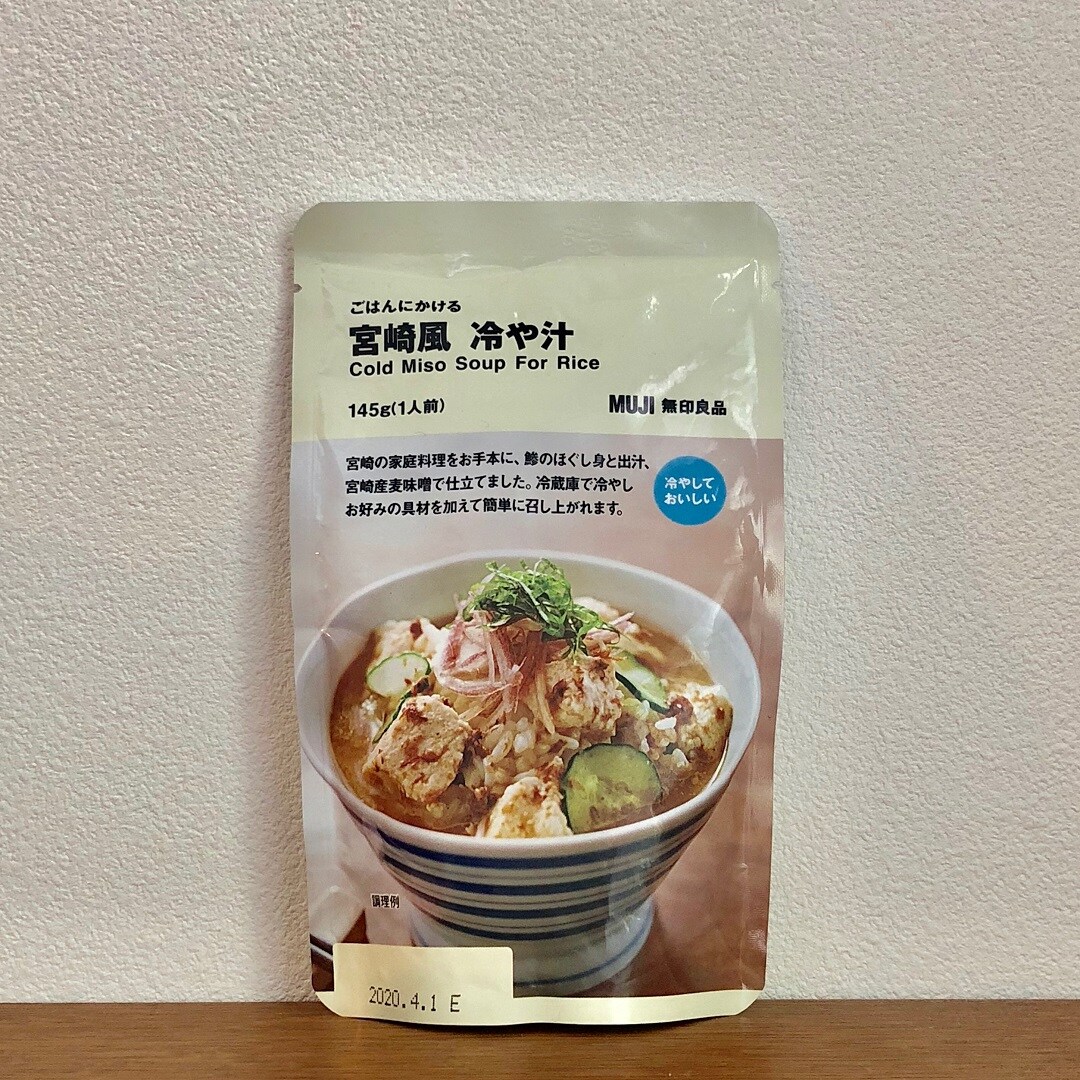 ごはんにかける
宮崎風 冷や汁
Cold Miso Soup For Rice
145g(1人前)
MUJI 無印良品
宮崎の家庭料理をお手本に、鯵のほぐし身と出汁、
宮崎産麦味噌で仕立てました。冷蔵庫で冷やし
お好みの具材を加えて簡単に召し上がれます。
冷やして
おいしい
調理例
2020.4.1 E